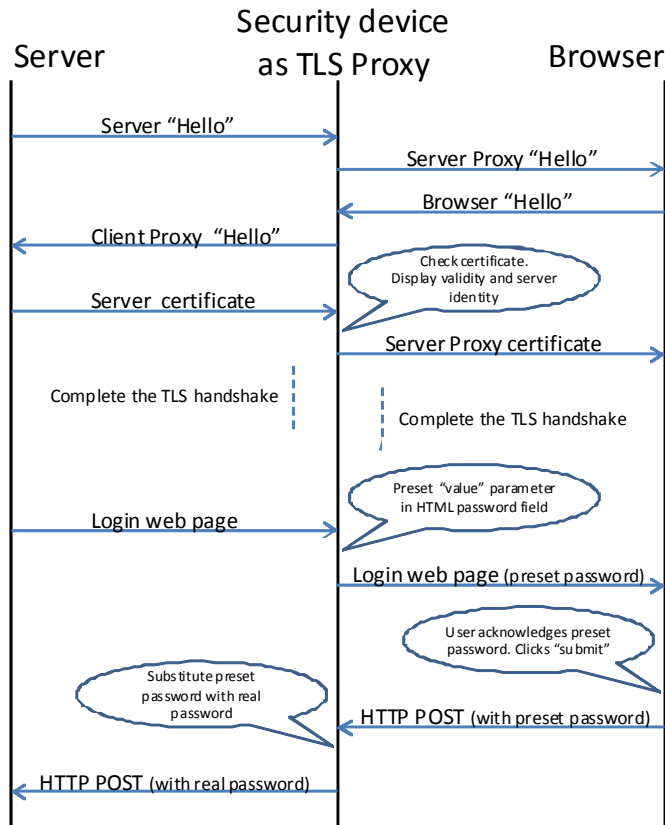 Security device
as TLS Proxy
Server
Browser
Server “Hello”
Server Proxy “Hello”
Browser “Hello”
Client Proxy “Hello”
Check certificate.
Display validity and server
identity
Server certificate
Server Proxy certificate
Complete the TLS handshake
Complete the TLS handshake
Preset “value” parameter
in HTML password field
Login web page
Login web page (preset password)
User acknowledges preset
password. Clicks “submit”
Substitute preset
password with real
password
HTTP POST (with preset password)
HTTP POST (with real password)